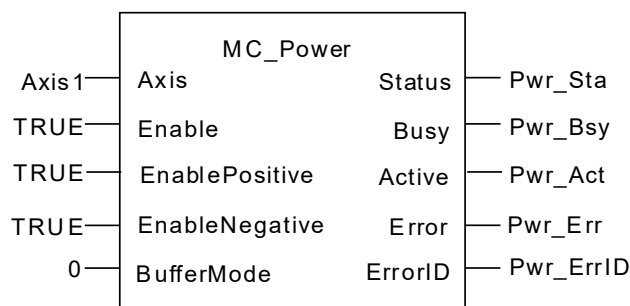 MC_Power
Axis1 Axis Status Pwr_Sta
TRUE Enable Busy Pwr_Bsy
TRUE EnablePositive Active Pwr_Act
TRUE EnableNegative Error Pwr_Err
0 BufferMode ErrorID Pwr_ErrID